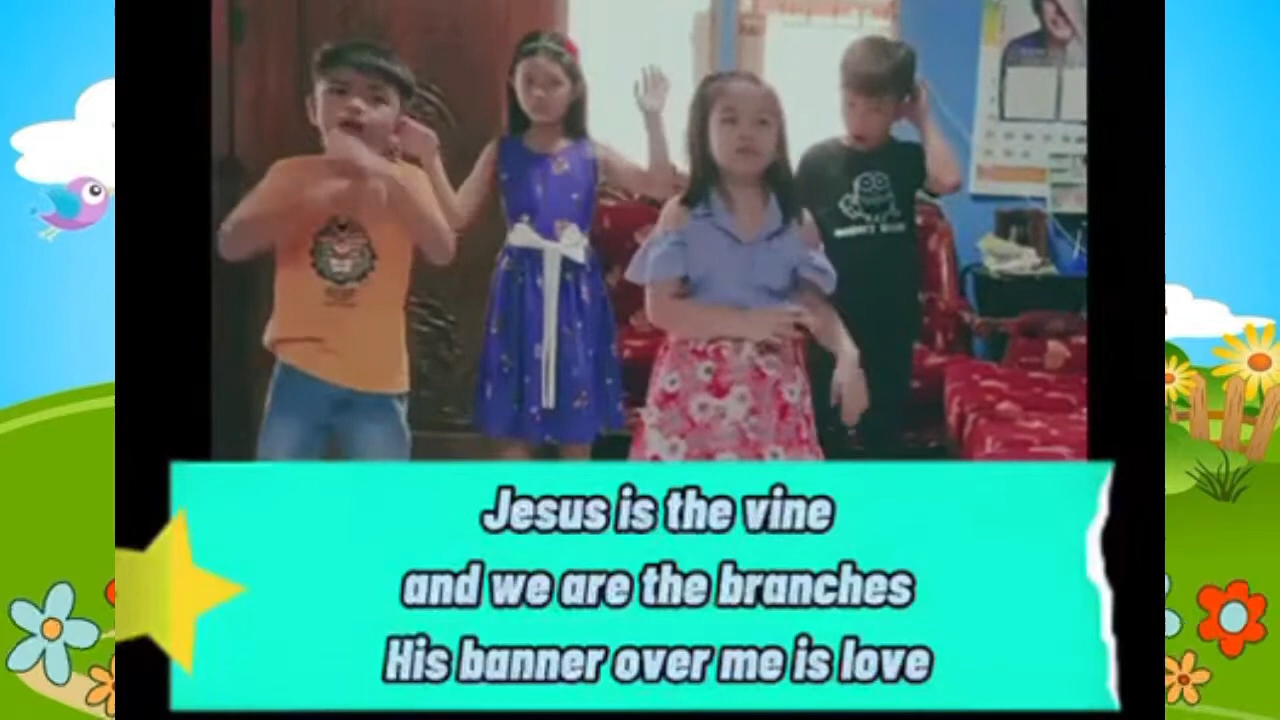 Jesus is the vine
and we are the branches
His banner over me is love